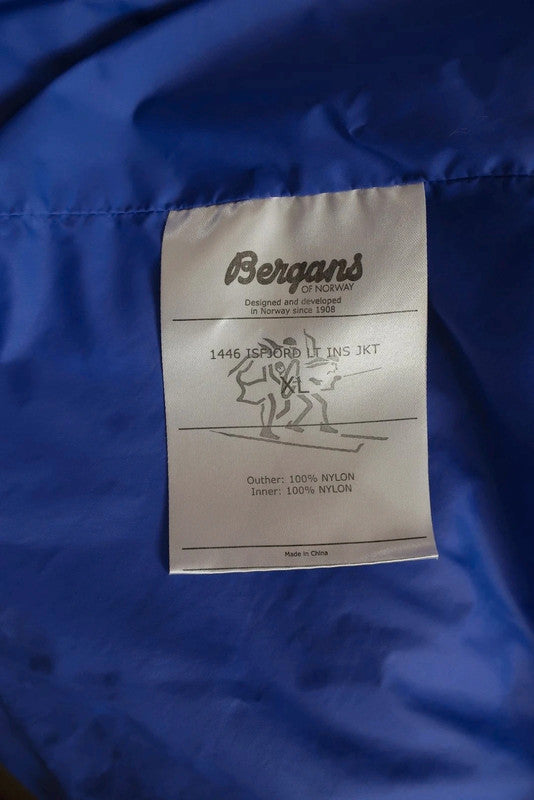 Bergans
OF NORWAY
Designed and developed
in Norway since 1908
1446 ISFJORD LT INS JKT
XL
Outher: 100% NYLON
Inner: 100% NYLON
Made in China